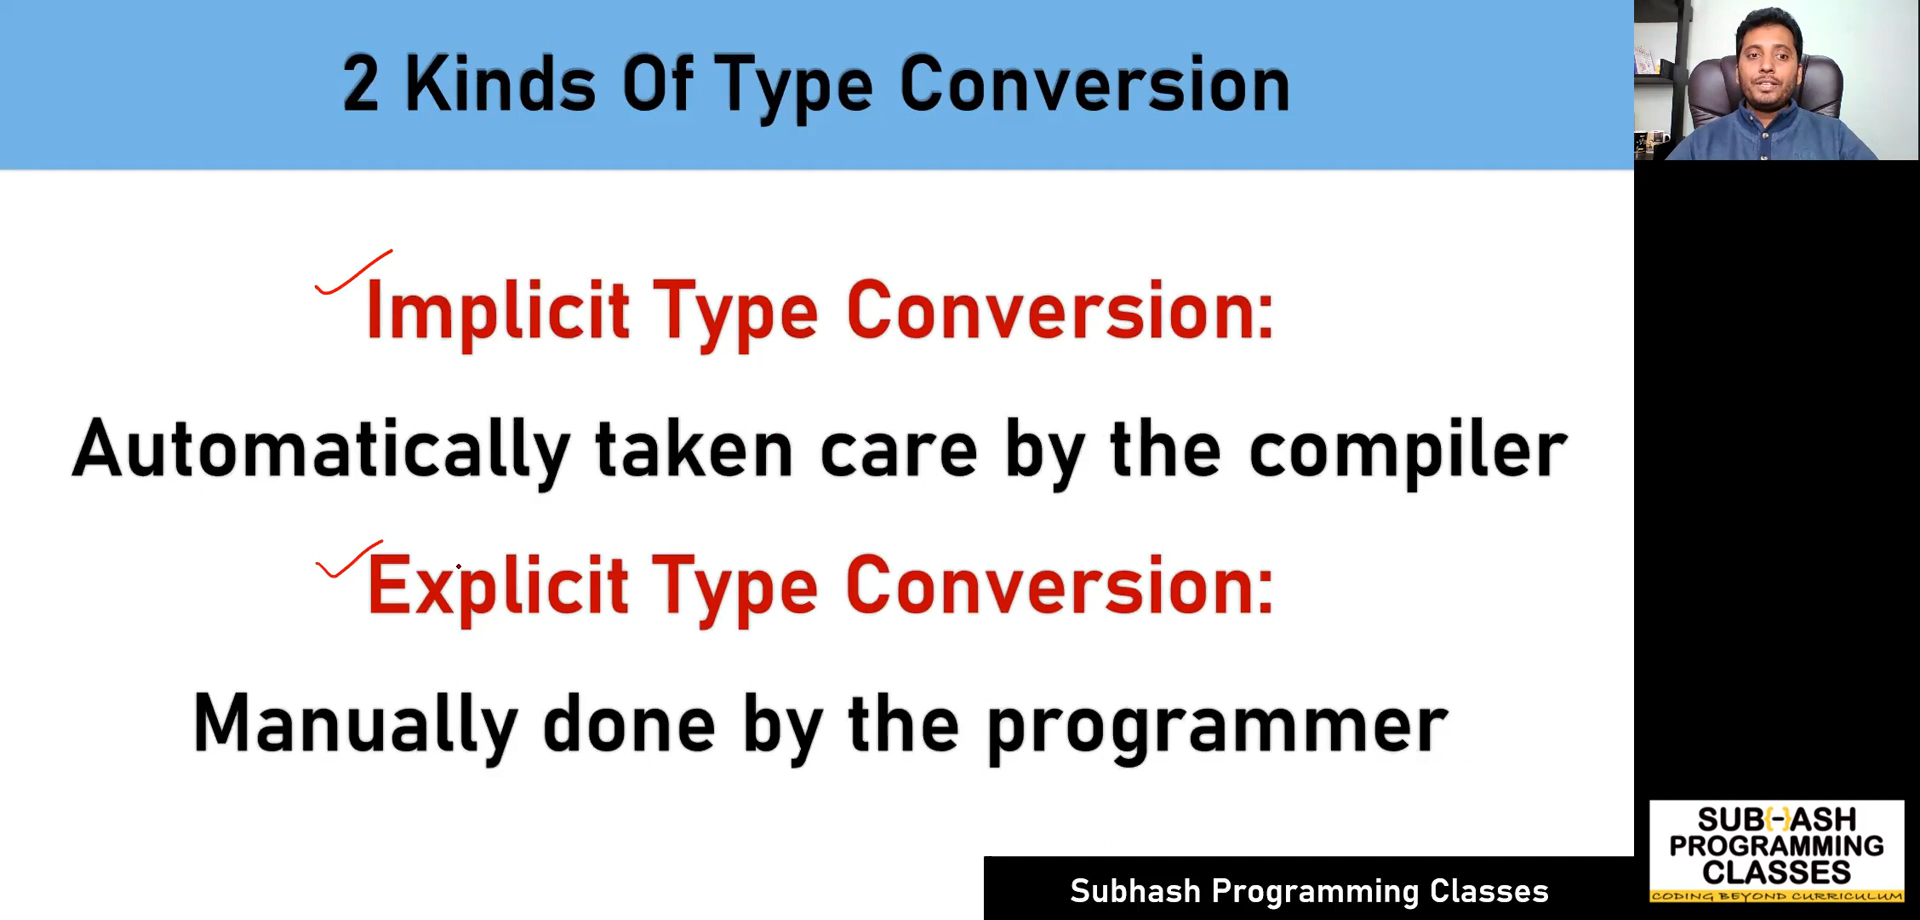 2 Kinds Of Type Conversion
Implicit Type Conversion:
Automatically taken care by the compiler
Explicit Type Conversion:
Manually done by the programmer
Subhash Programming Classes
SUBHASH
PROGRAMMING
CLASSES
CODING BEYOND CURRICULUM